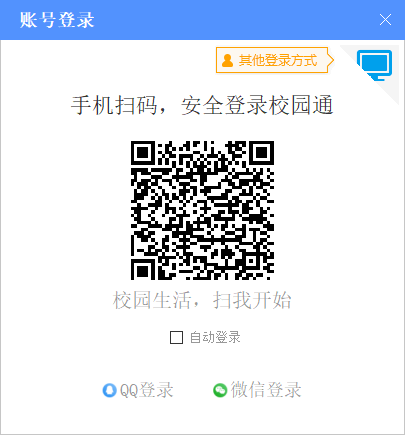 账号登录
其他登录方式
手机扫码，安全登录校园通
校园生活，扫我开始
自动登录
QQ登录 微信登录